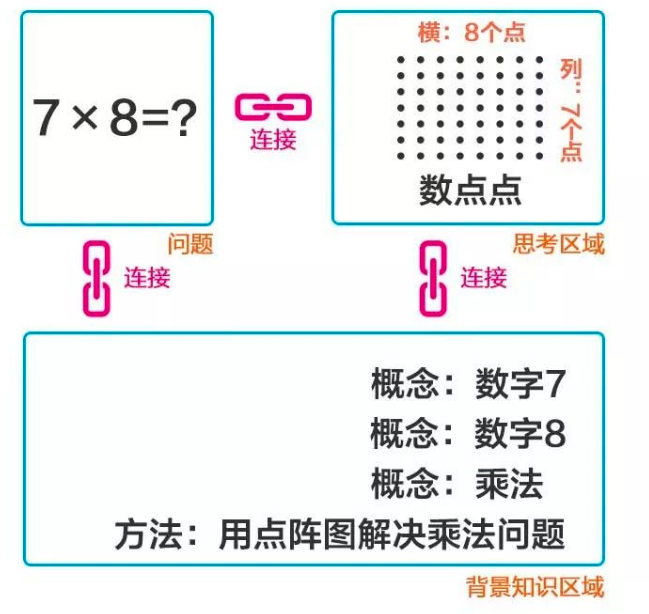 横：8个点
7×8=?
列：7个点
连接
数点点
问题
思考区域
连接
连接
概念：数字7
概念：数字8
概念：乘法
方法：用点阵图解决乘法问题
背景知识区域